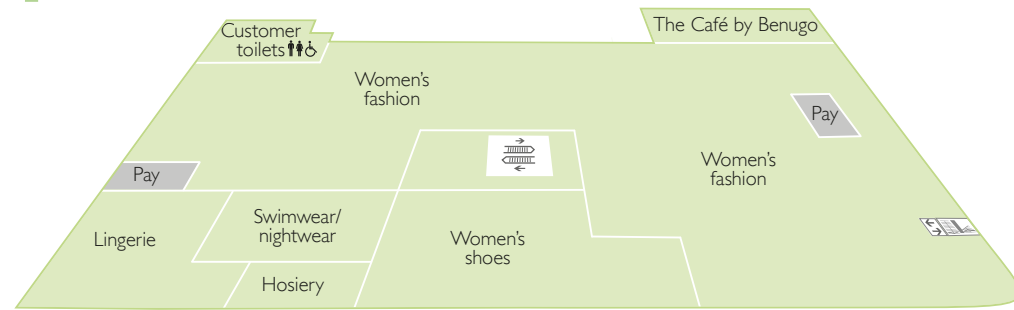 Customer
toilets
The Café by Benugo
Women's
fashion
Pay
Women's
fashion
Pay
Swimwear/
nightwear
Lingerie
Women's
shoes
Hosiery